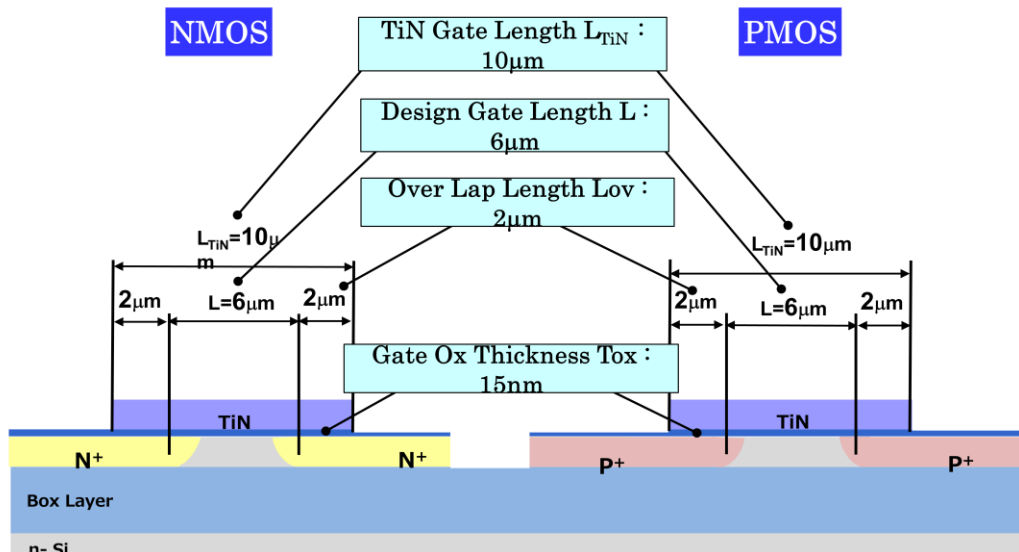 NMOS
TiN Gate Length LTiN :
10μm
PMOS
Design Gate Length L :
6μm
Over Lap Length Lov :
2μm
LTiN=10μ
m
LTiN=10μm
2μm
L=6μm
2μm
2μm
L=6μm
2μm
Gate Ox Thickness Tox :
15nm
TiN
TiN
N+
N+
P+
P+
Box Layer
n- Si